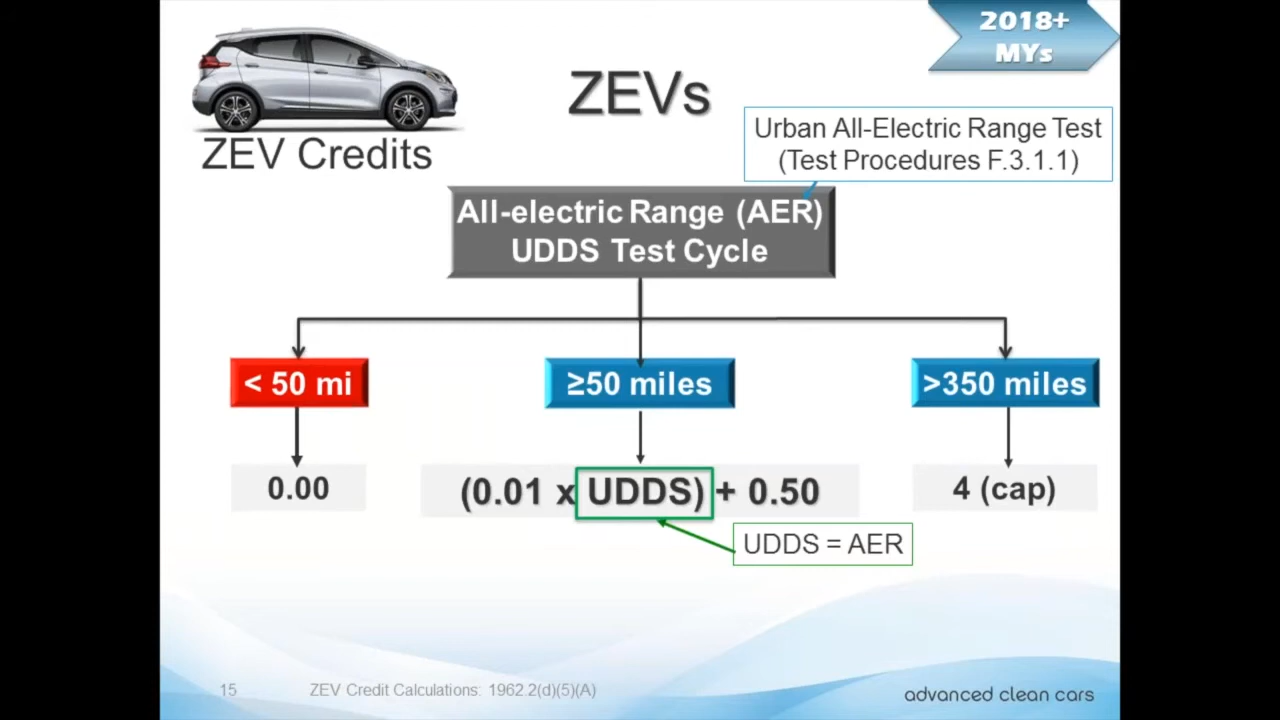 2018+
MYs
ZEVs
ZEV Credits
Urban All-Electric Range Test
(Test Procedures F.3.1.1)
All-electric Range (AER)
UDDS Test Cycle
< 50 mi
≥50 miles
>350 miles
0.00
(0.01 x UDDS) + 0.50
4 (cap)
UDDS = AER
15
ZEV Credit Calculations: 1962.2(d)(5)(A)
advanced clean cars